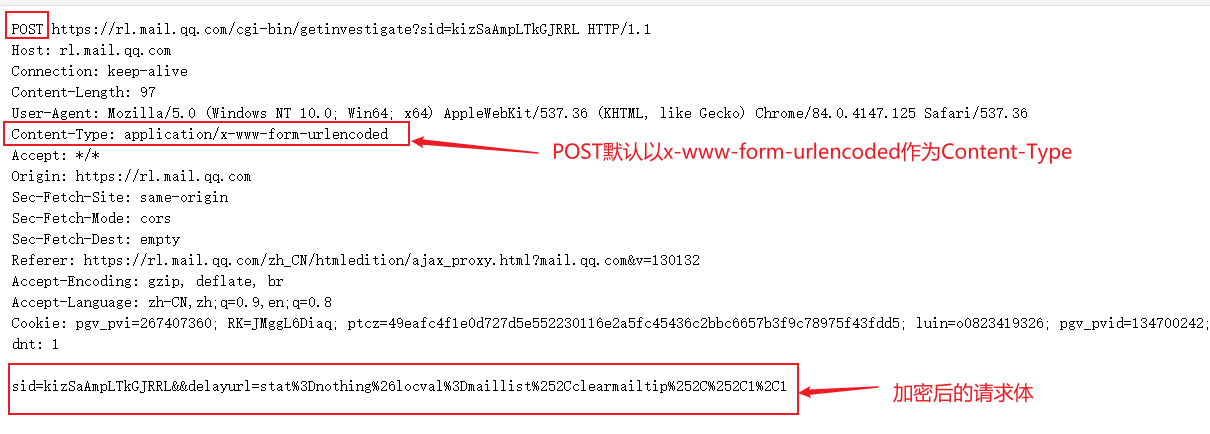 POST https://rl.mail.qq.com/cgi-bin/getinvestigate?sid=kizSaAmpLTkGJRRL HTTP/1.1
Host: rl.mail.qq.com
Connection: keep-alive
Content-Length: 97
User-Agent: Mozilla/5.0 (Windows NT 10.0; Win64; x64) AppleWebKit/537.36 (KHTML, like Gecko) Chrome/84.0.4147.125 Safari/537.36
Content-Type: application/x-www-form-urlencoded
POST默认以x-www-form-urlencoded作为Content-Type
Accept: */*
Origin: https://rl.mail.qq.com
Sec-Fetch-Site: same-origin
Sec-Fetch-Mode: cors
Sec-Fetch-Dest: empty
Referer: https://rl.mail.qq.com/zh_CN/htmledition/ajax_proxy.html?mail.qq.com&v=130132
Accept-Encoding: gzip, deflate, br
Accept-Language: zh-CN,zh;q=0.9,en;q=0.8
Cookie: pgv_pvi=267407360; RK=JMggL6Diaq; ptcz=49eafc4f1e0d727d5e552230116e2a5fc45436c2bbc6657b3f9c78975f43fdd5; luin=o0823419326; pgv_pvid=134700242;
dnt: 1
sid=kizSaAmpLTkGJRRL&&delayurl=stat%3Dnothing%26locval%3Dmaillist%252Cclearmailtip%252C%252C1%2C1
加密后的请求体